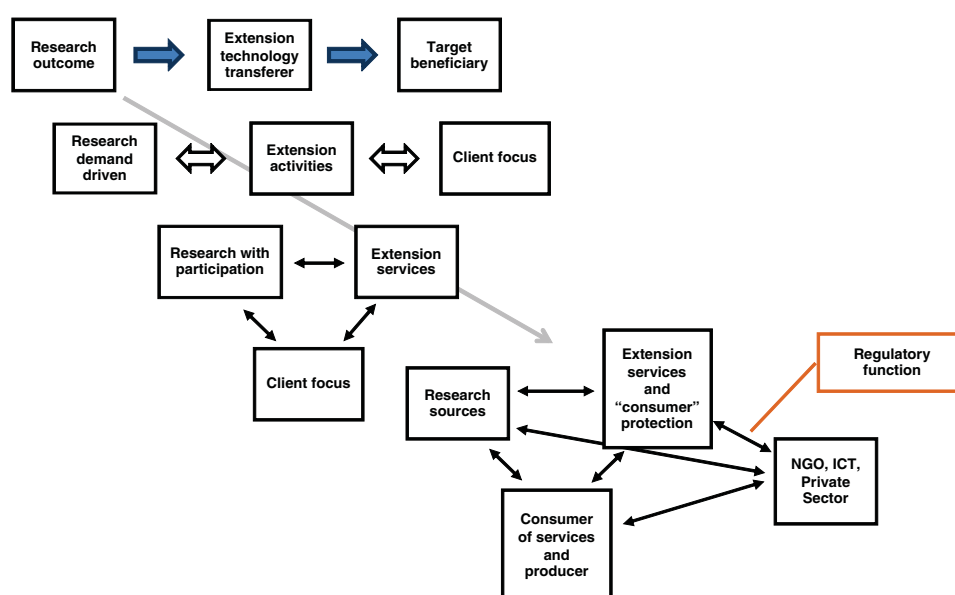 Research
outcome
Extension
technology
transferer
Target
beneficiary
Research
demand
driven
Extension
activities
Client focus
Research with
participation
Extension
services
Client focus
Research
sources
Extension
services
and
“consumer”
protection
Regulatory
function
NGO, ICT,
Private
Sector
Consumer
of services
and
producer